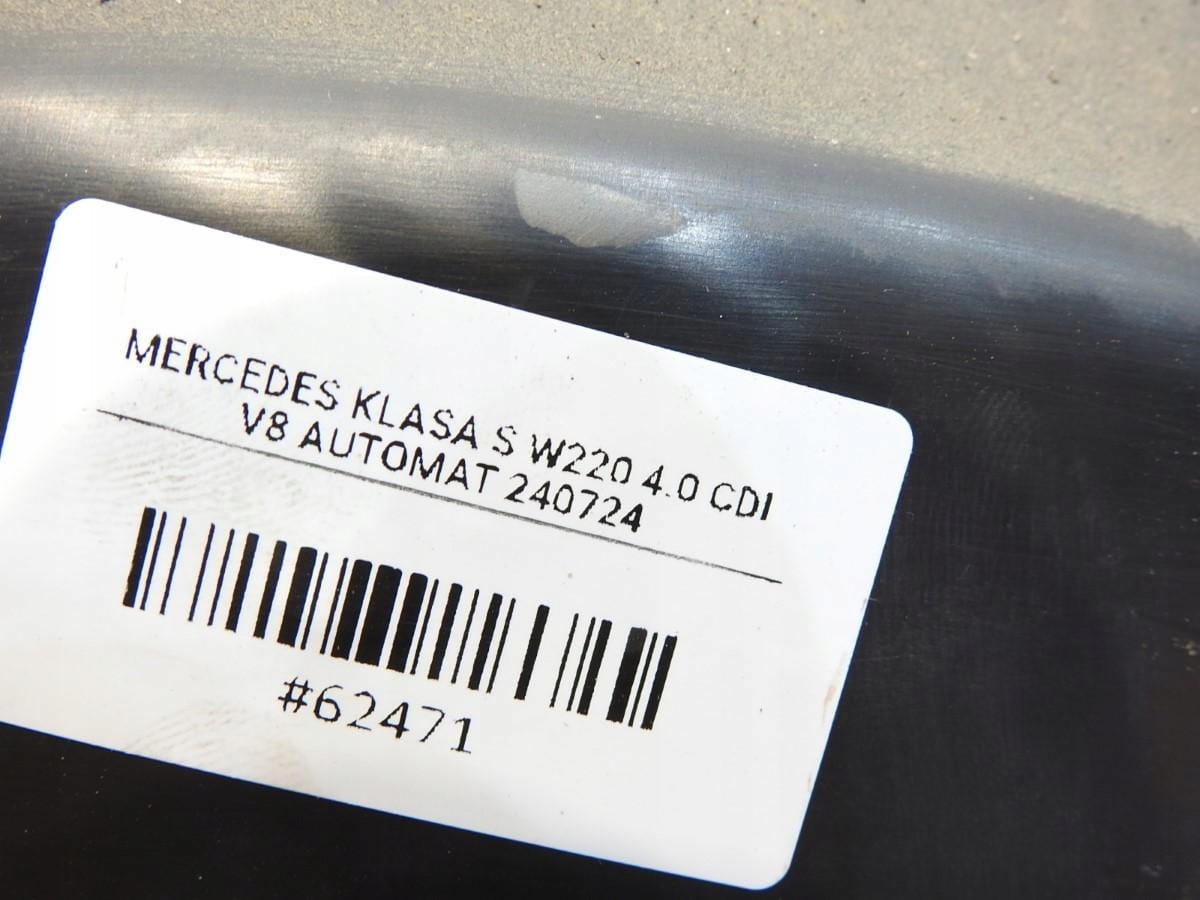 MERCEDES KLASA S W220 4.0 CDI
V8 AUTOMAT 240724
#62471